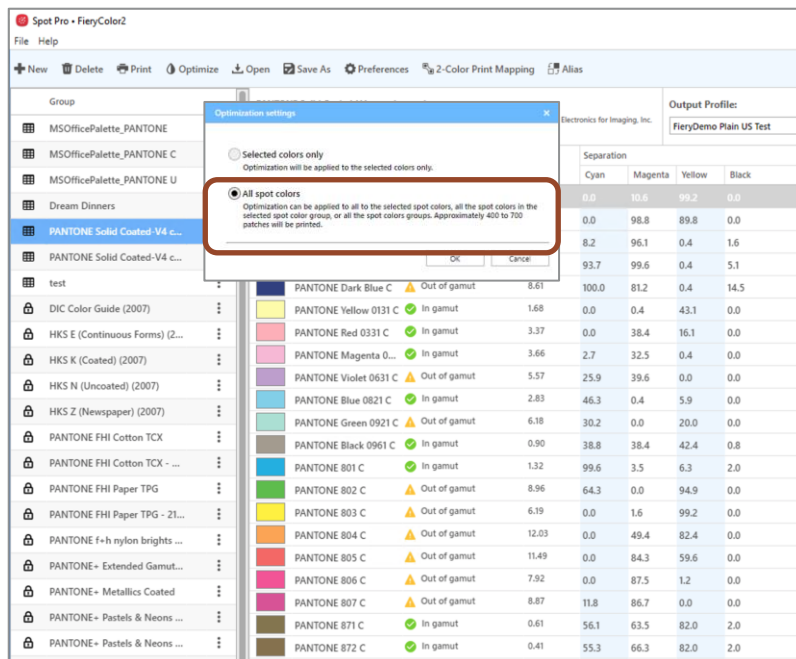 Spot Pro • FieryColor2
File Help
New Delete Print Optimize Open Save As Preferences 2-Color Print Mapping Alias
Group
MSOfficePalette_PANTONE
MSOfficePalette_PANTONE C
MSOfficePalette_PANTONE U
Dream Dinners
PANTONE Solid Coated-V4 c...
PANTONE Solid Coated-V4 c...
test
DIC Color Guide (2007)
HKS E (Continuous Forms) (2...
HKS K (Coated) (2007)
HKS N (Uncoated) (2007)
HKS Z (Newspaper) (2007)
PANTONE FHI Cotton TCX
PANTONE FHI Cotton TCX - ...
PANTONE FHI Paper TPG
PANTONE FHI Paper TPG - 21...
PANTONE f+h nylon brights ...
PANTONE+ Extended Gamut...
PANTONE+ Metallics Coated
PANTONE+ Pastels & Neons ...
PANTONE+ Pastels & Neons ...
Optimization settings
Selected colors only
Optimization will be applied to the selected colors only.
All spot colors
Optimization can be applied to all to the selected spot colors, all the spot colors in the
selected spot color group, or all the spot colors groups. Approximately 400 to 700
patches will be printed.
OK Cancel
Electronics for Imaging, Inc.
Output Profile:
FieryDemo Plain US Test
Separation
Cyan Magenta Yellow Black
0.0 10.6 99.2 0.0
0.0 98.8 89.8 0.0
8.2 96.1 0.4 1.6
93.7 99.6 0.4 5.1
PANTONE Dark Blue C Out of gamut 8.61 100.0 81.2 0.4 14.5
PANTONE Yellow 0131 C In gamut 1.68 0.0 0.4 43.1 0.0
PANTONE Red 0331 C In gamut 3.37 0.0 38.4 16.1 0.0
PANTONE Magenta 0... In gamut 3.66 2.7 32.5 0.4 0.0
PANTONE Violet 0631 C Out of gamut 5.57 25.9 39.6 0.0 0.0
PANTONE Blue 0821 C In gamut 2.83 46.3 0.4 5.9 0.0
PANTONE Green 0921 C Out of gamut 6.18 30.2 0.0 20.0 0.0
PANTONE Black 0961 C In gamut 0.90 38.8 38.4 42.4 0.8
PANTONE 801 C In gamut 1.32 99.6 3.5 6.3 2.0
PANTONE 802 C Out of gamut 8.96 64.3 0.0 94.9 0.0
PANTONE 803 C Out of gamut 6.19 0.0 1.6 99.2 0.0
PANTONE 804 C Out of gamut 12.03 0.0 49.4 82.4 0.0
PANTONE 805 C Out of gamut 11.49 0.0 84.3 59.6 0.0
PANTONE 806 C Out of gamut 7.92 0.0 87.5 1.2 0.0
PANTONE 807 C Out of gamut 8.87 11.8 86.7 0.0 0.0
PANTONE 871 C In gamut 0.61 56.1 63.5 82.0 2.0
PANTONE 872 C In gamut 0.41 55.3 66.3 82.0 2.0